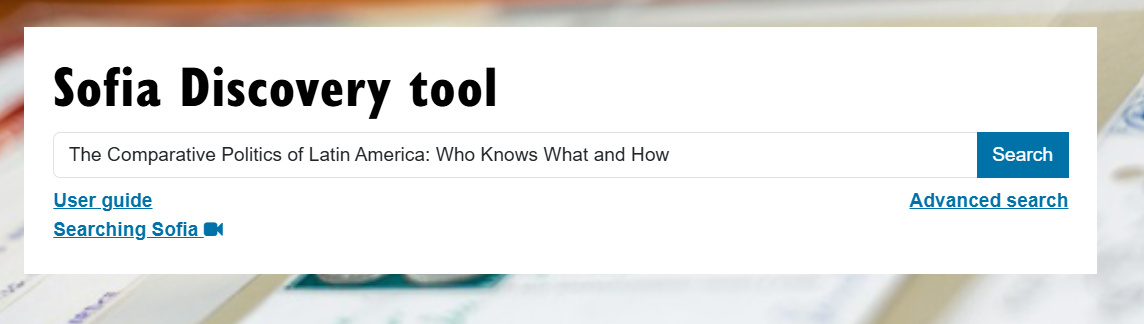 Sofia Discovery tool
The Comparative Politics of Latin America: Who Knows What and How
Search
User guide
Advanced search
Searching Sofia